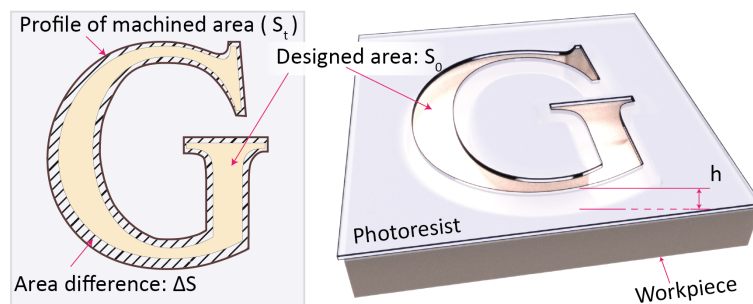 Profile of machined area ( Sₜ)
Designed area: S₀
Area difference: ΔS
G
G
h
Photoresist
Workpiece